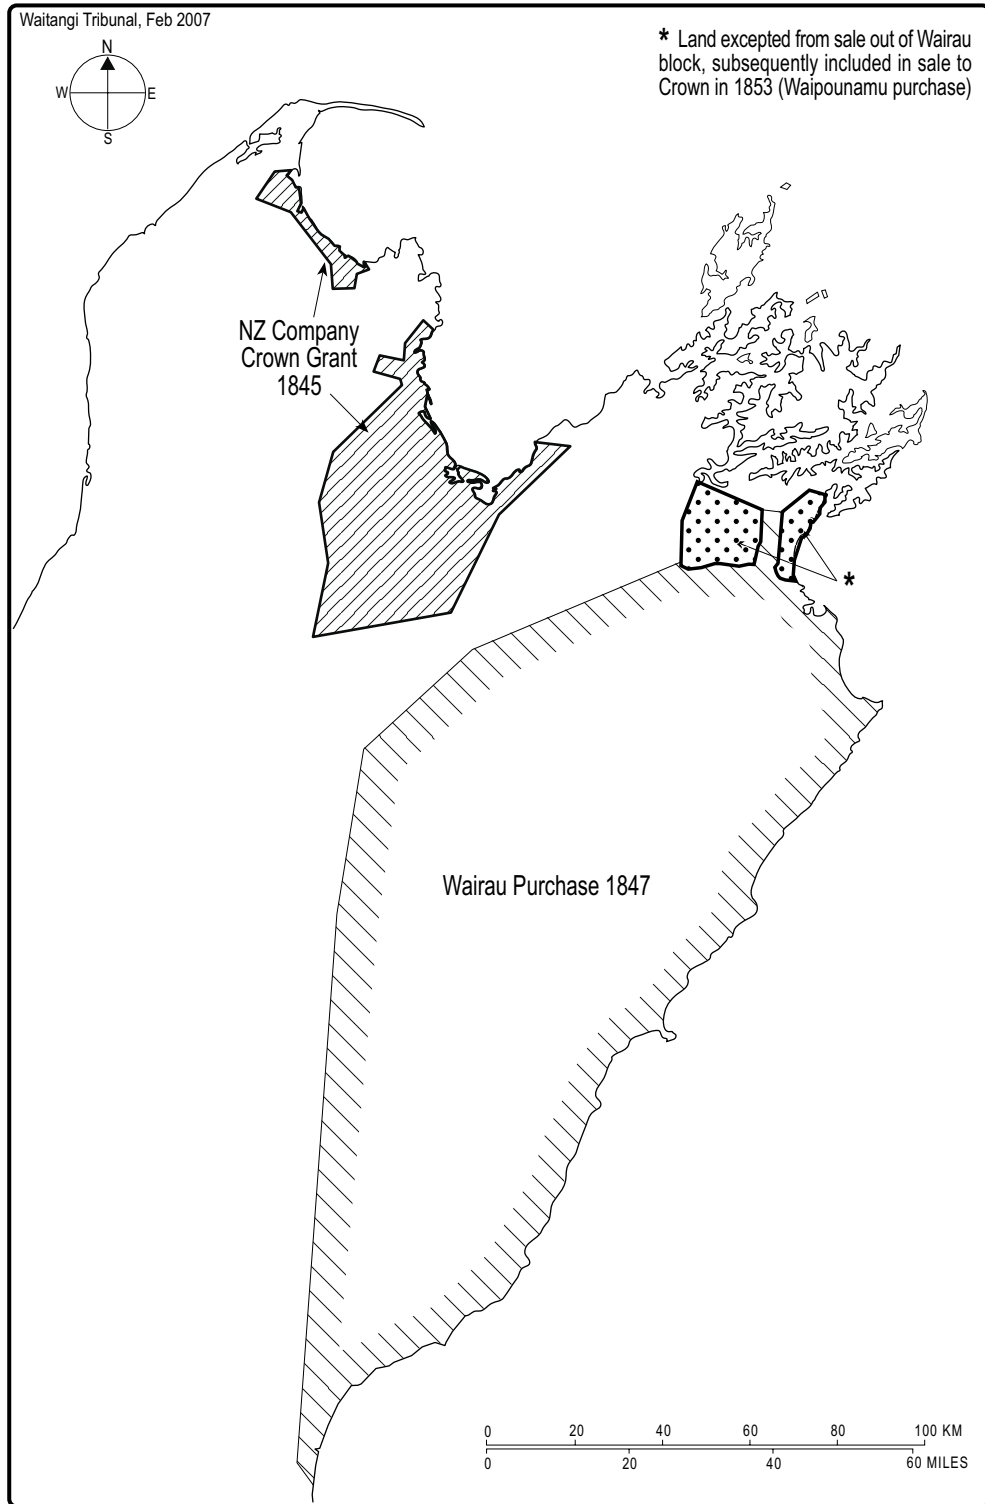 Waitangi Tribunal, Feb 2007
* Land excepted from sale out of Wairau
block, subsequently included in sale to
Crown in 1853 (Waipounamu purchase)
N
W E
S
NZ Company
Crown Grant
1845
*
Wairau Purchase 1847
0 20 40 60 80 100 KM
0 20 40 60 MILES